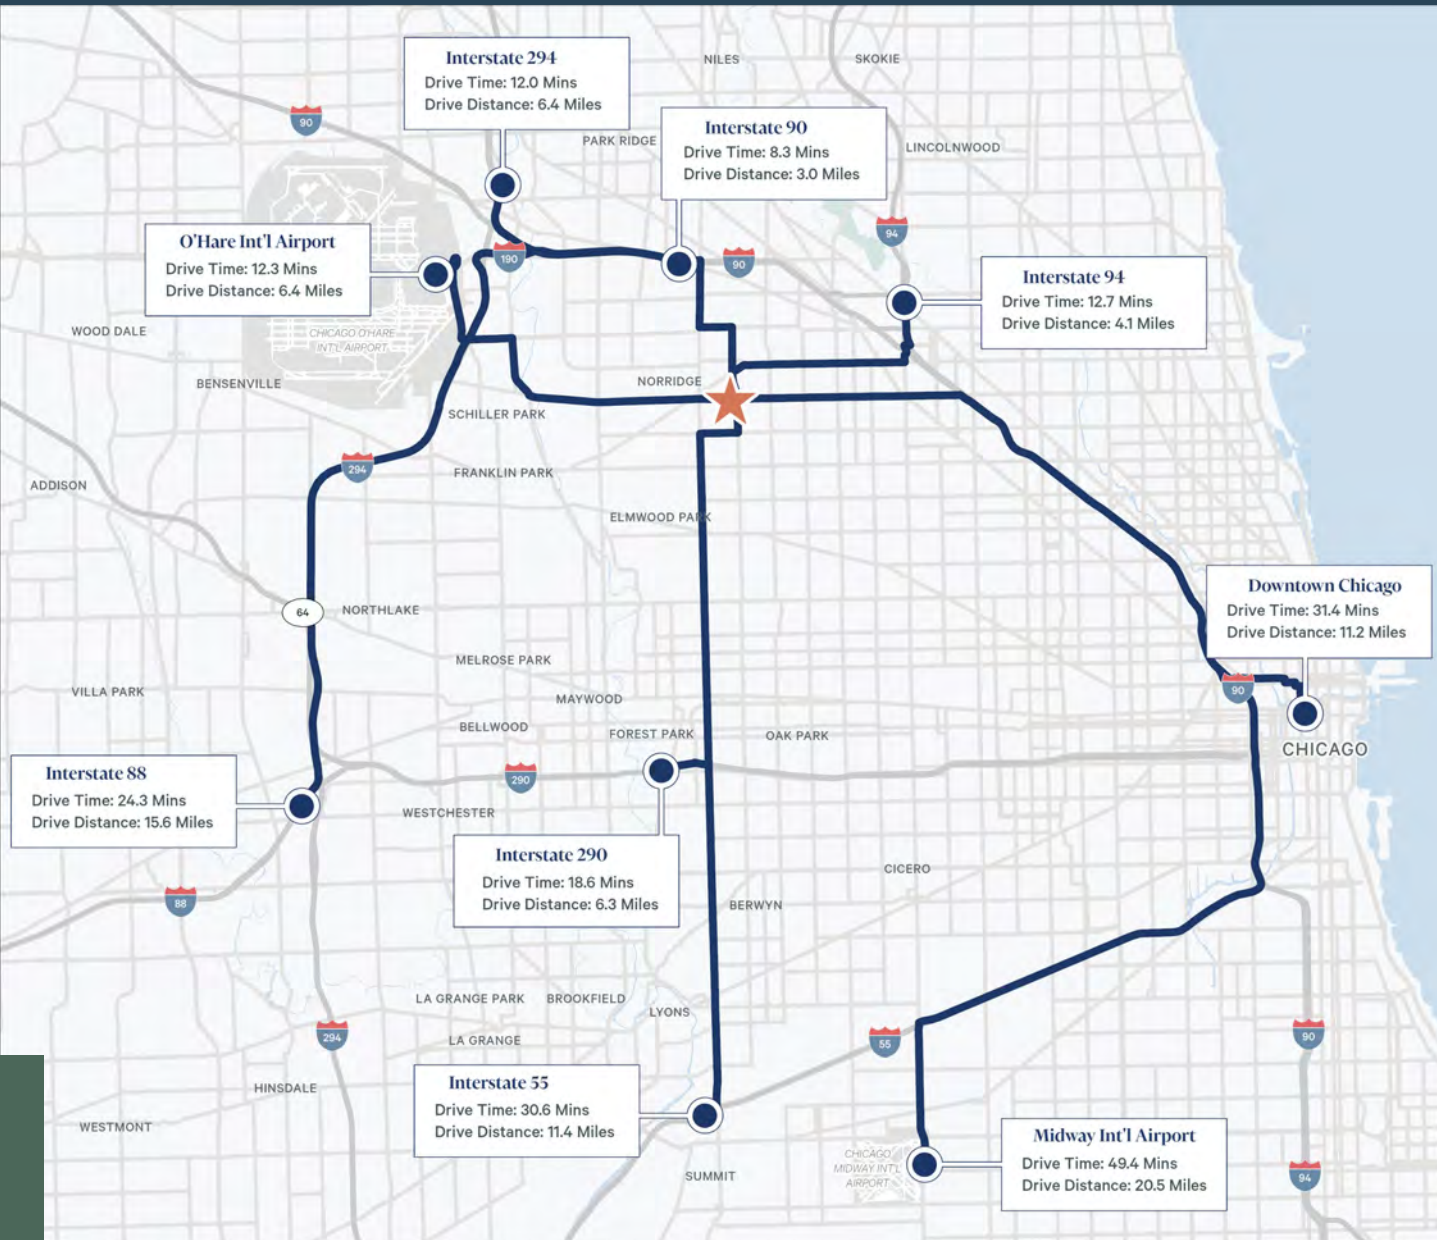 Interstate 294
Drive Time: 12.0 Mins
Drive Distance: 6.4 Miles
NILES
SKOKIE
90
Interstate 90
Drive Time: 8.3 Mins
Drive Distance: 3.0 Miles
PARK RIDGE
LINCOLNWOOD
94
O'Hare Int'l Airport
Drive Time: 12.3 Mins
Drive Distance: 6.4 Miles
190
90
Interstate 94
Drive Time: 12.7 Mins
Drive Distance: 4.1 Miles
WOOD DALE
CHICAGO O'HARE
INT'L AIRPORT
BENSENVILLE
NORRIDGE
SCHILLER PARK
294
FRANKLIN PARK
ADDISON
ELMWOOD PARK
Downtown Chicago
Drive Time: 31.4 Mins
Drive Distance: 11.2 Miles
64
NORTHLAKE
MELROSE PARK
VILLA PARK
MAYWOOD
90
BELLWOOD
FOREST PARK
OAK PARK
CHICAGO
Interstate 88
Drive Time: 24.3 Mins
Drive Distance: 15.6 Miles
290
WESTCHESTER
Interstate 290
Drive Time: 18.6 Mins
Drive Distance: 6.3 Miles
CICERO
88
BERWYN
LA GRANGE PARK
BROOKFIELD
LYONS
294
LA GRANGE
55
90
Interstate 55
Drive Time: 30.6 Mins
Drive Distance: 11.4 Miles
HINSDALE
WESTMONT
Midway Int'l Airport
Drive Time: 49.4 Mins
Drive Distance: 20.5 Miles
CHICAGO
MIDWAY INT'L
AIRPORT
SUMMIT
94